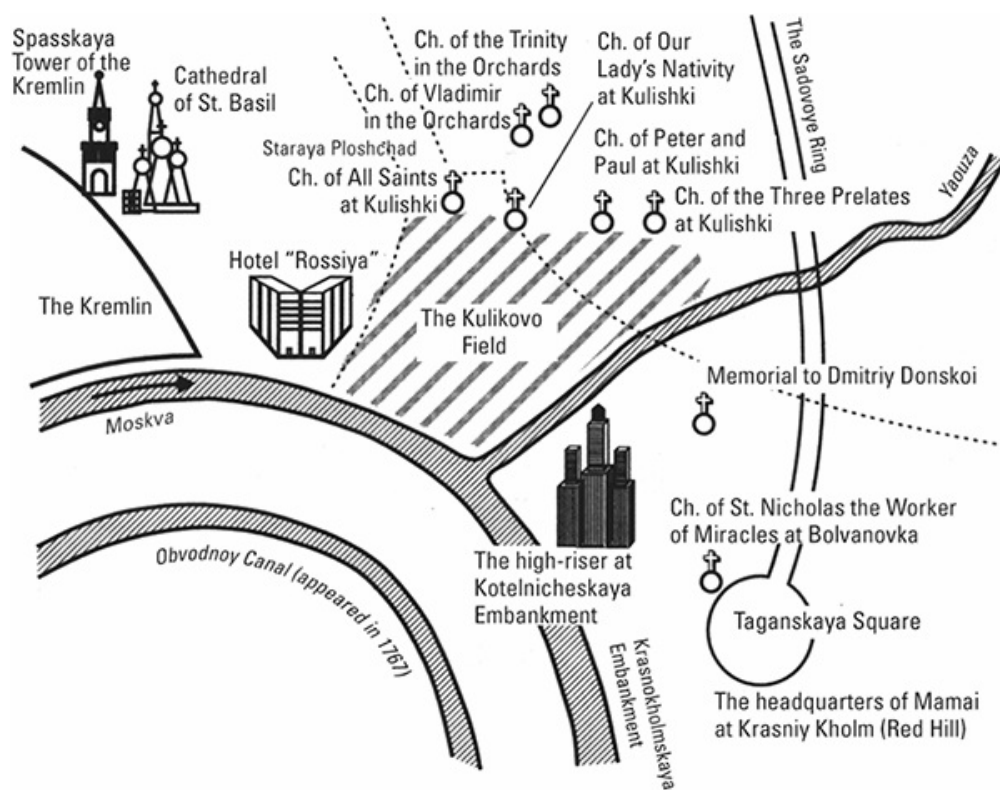 Spasskaya
Tower of the
Kremlin
Cathedral
of St. Basil
Ch. of the Trinity
in the Orchards
Ch. of Vladimir
in the Orchards
Ch. of Our
Lady's Nativity
at Kulishki
The Sadovoye Ring
Staraya Ploshchad
Ch. of All Saints
at Kulishki
Ch. of Peter and
Paul at Kulishki
Ch. of the Three Prelates
at Kulishki
Yaouza
Hotel "Rossiya"
The Kremlin
The Kulikovo
Field
Moskva
Memorial to Dmitriy Donskoi
Ch. of St. Nicholas the Worker
of Miracles at Bolvanovka
Obvodnoy Canal (appeared in 1767)
The high-riser at
Kotelnicheskaya
Embankment
Krasnokholmskaya
Embankment
Taganskaya Square
The headquarters of Mamai
at Krasniy Kholm (Red Hill)